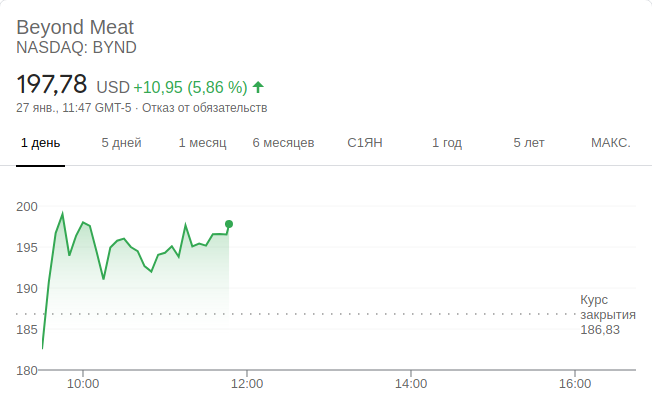 Beyond Meat
NASDAQ: BYND
197,78 USD +10,95 (5,86 %)
27 янв., 11:47 GMT-5 · Отказ от обязательств
1 день 5 дней 1 месяц 6 месяцев С1ЯН 1 год 5 лет МАКС.
200
195
190
Курс
закрытия
186,83
185
180
10:00 12:00 14:00 16:00